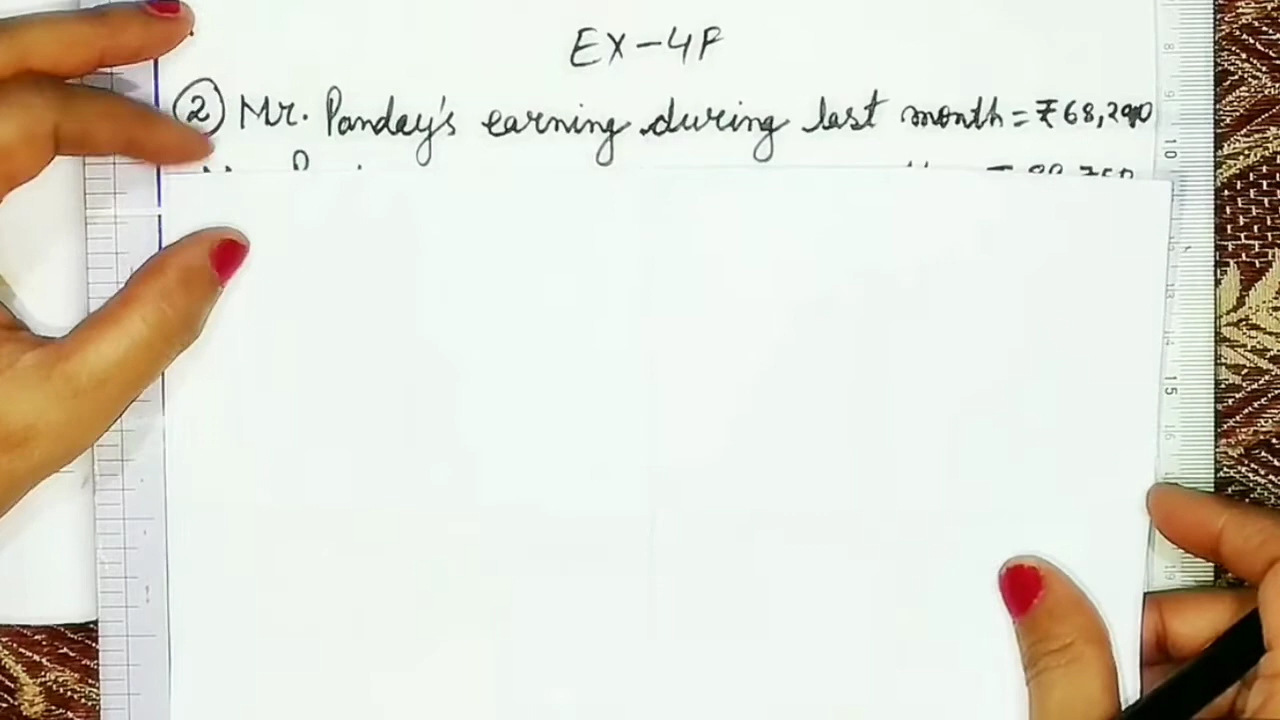 EX-4F
② Mr. Panday's earning during last month = ₹68,290